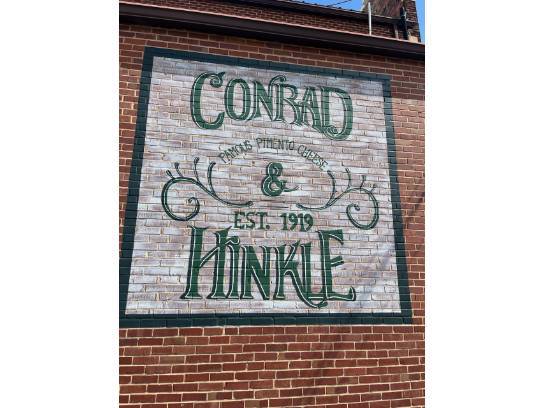 CONRAD
FAMOUS PIMENTO CHEESE
&
EST. 1919
HINKLE